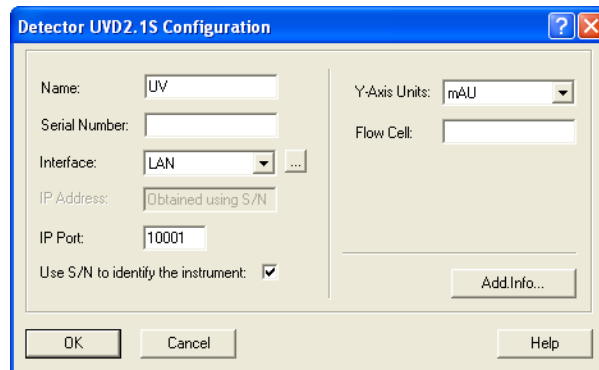 Detector UVD2.1S Configuration
Name: UV
Serial Number:
Interface: LAN ...
IP Address: Obtained using S/N
IP Port: 10001
Use S/N to identify the instrument:
Y-Axis Units: mAU
Flow Cell:
Add.Info...
OK Cancel Help